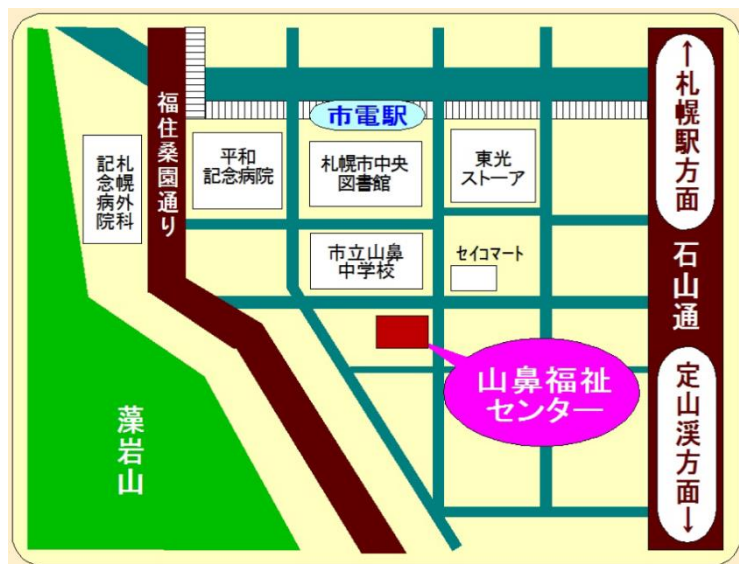 市電駅
↑札幌駅方面
福住桑園通り
札幌外科
記念病院
平和
記念病院
札幌市中央
図書館
東光
ストーア
市立山鼻
中学校
セイコマート
石山通
山鼻福祉
センター
定山渓方面↓
藻岩山